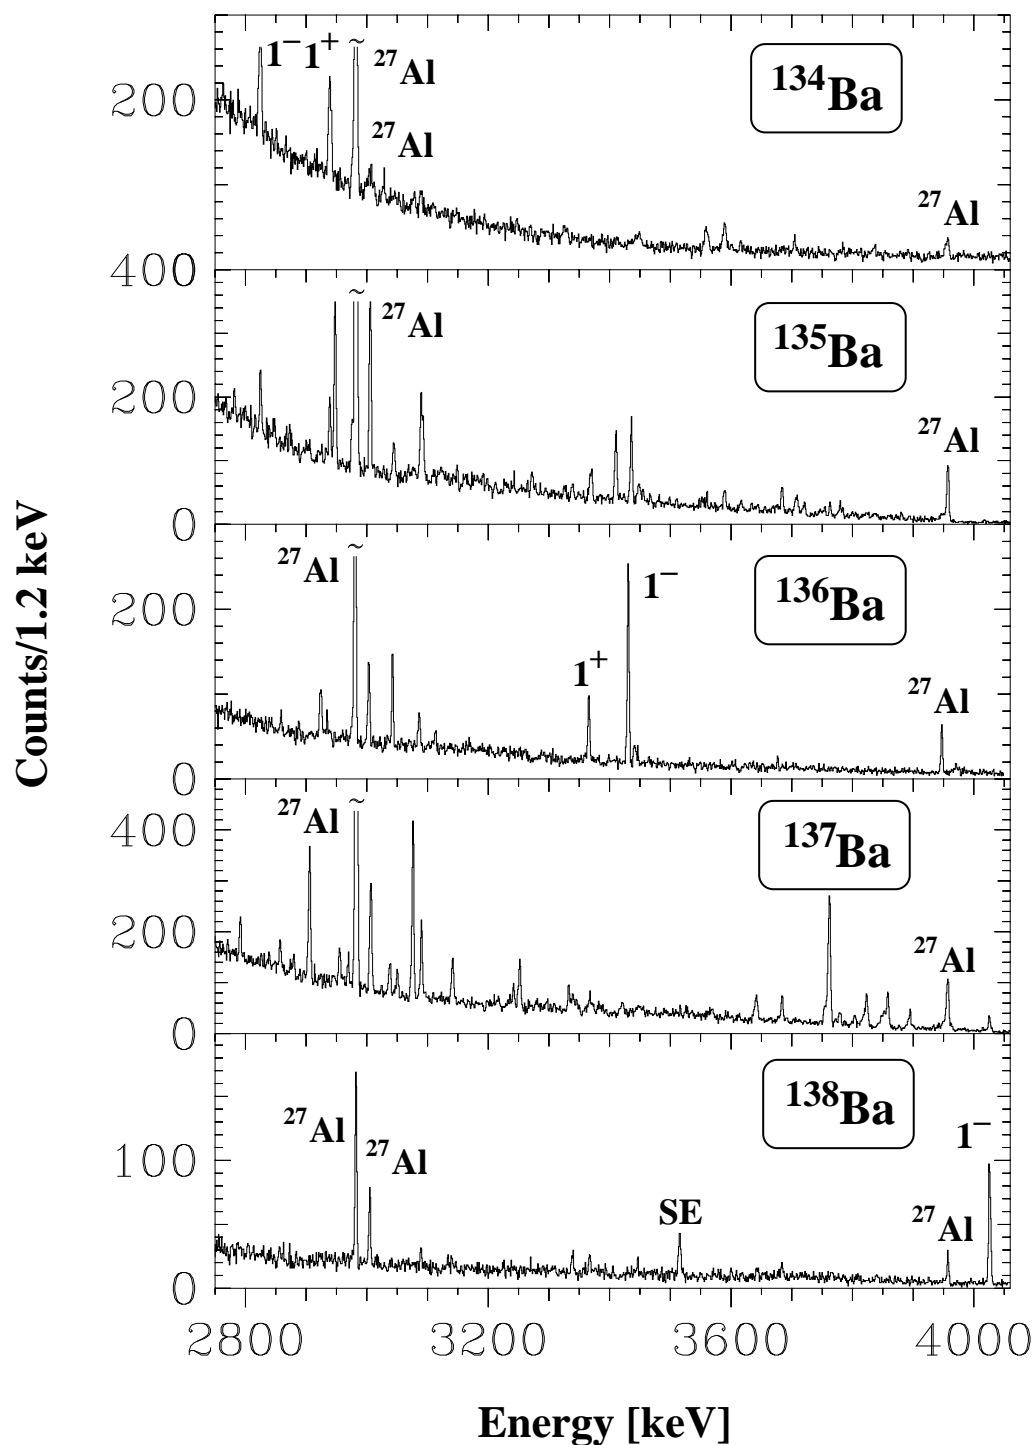 1⁻ 1⁺ ~ ²⁷Al
¹³⁴Ba
200
²⁷Al
²⁷Al
400
~ ²⁷Al
¹³⁵Ba
200
²⁷Al
0
²⁷Al ~
1⁻
¹³⁶Ba
200
1⁺
²⁷Al
0
²⁷Al ~
¹³⁷Ba
400
200
²⁷Al
0
¹³⁸Ba
²⁷Al
²⁷Al
1⁻
100
SE
²⁷Al
0
2800 3200 3600 4000
Energy [keV]
Counts/1.2 keV